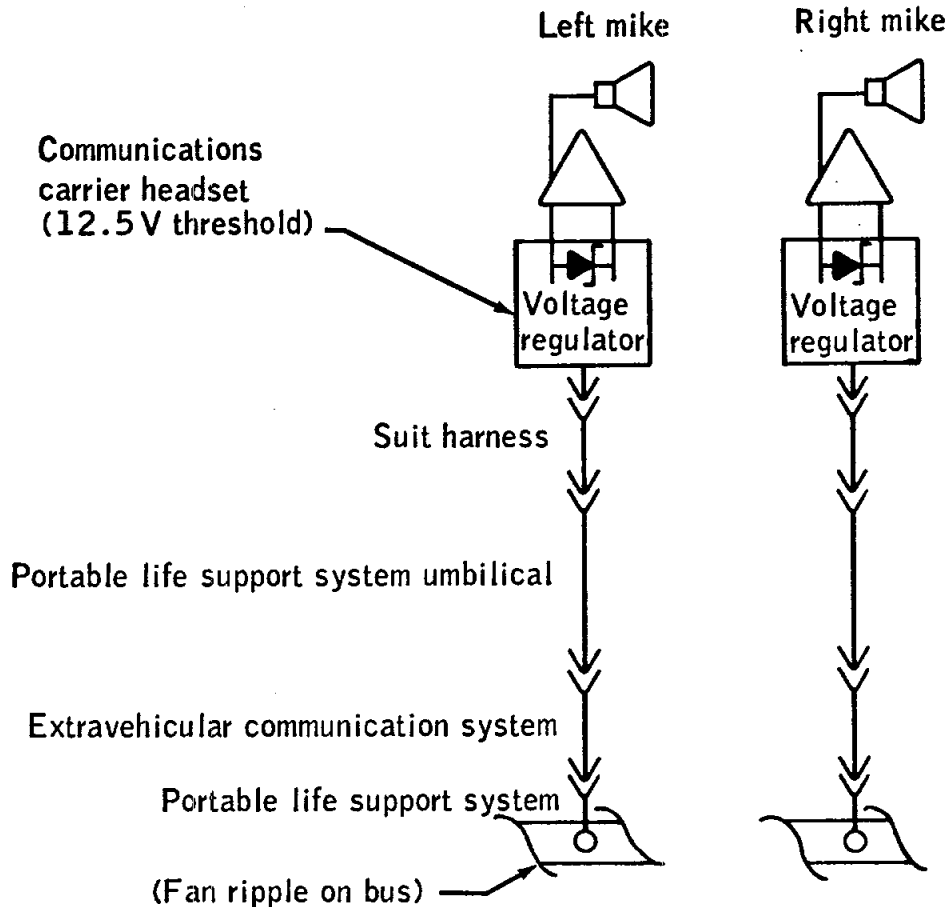 Left mike
Right mike
Communications
carrier headset
(12.5V threshold)
Voltage
regulator
Voltage
regulator
Suit harness
Portable life support system umbilical
Extravehicular communication system
Portable life support system
(Fan ripple on bus)